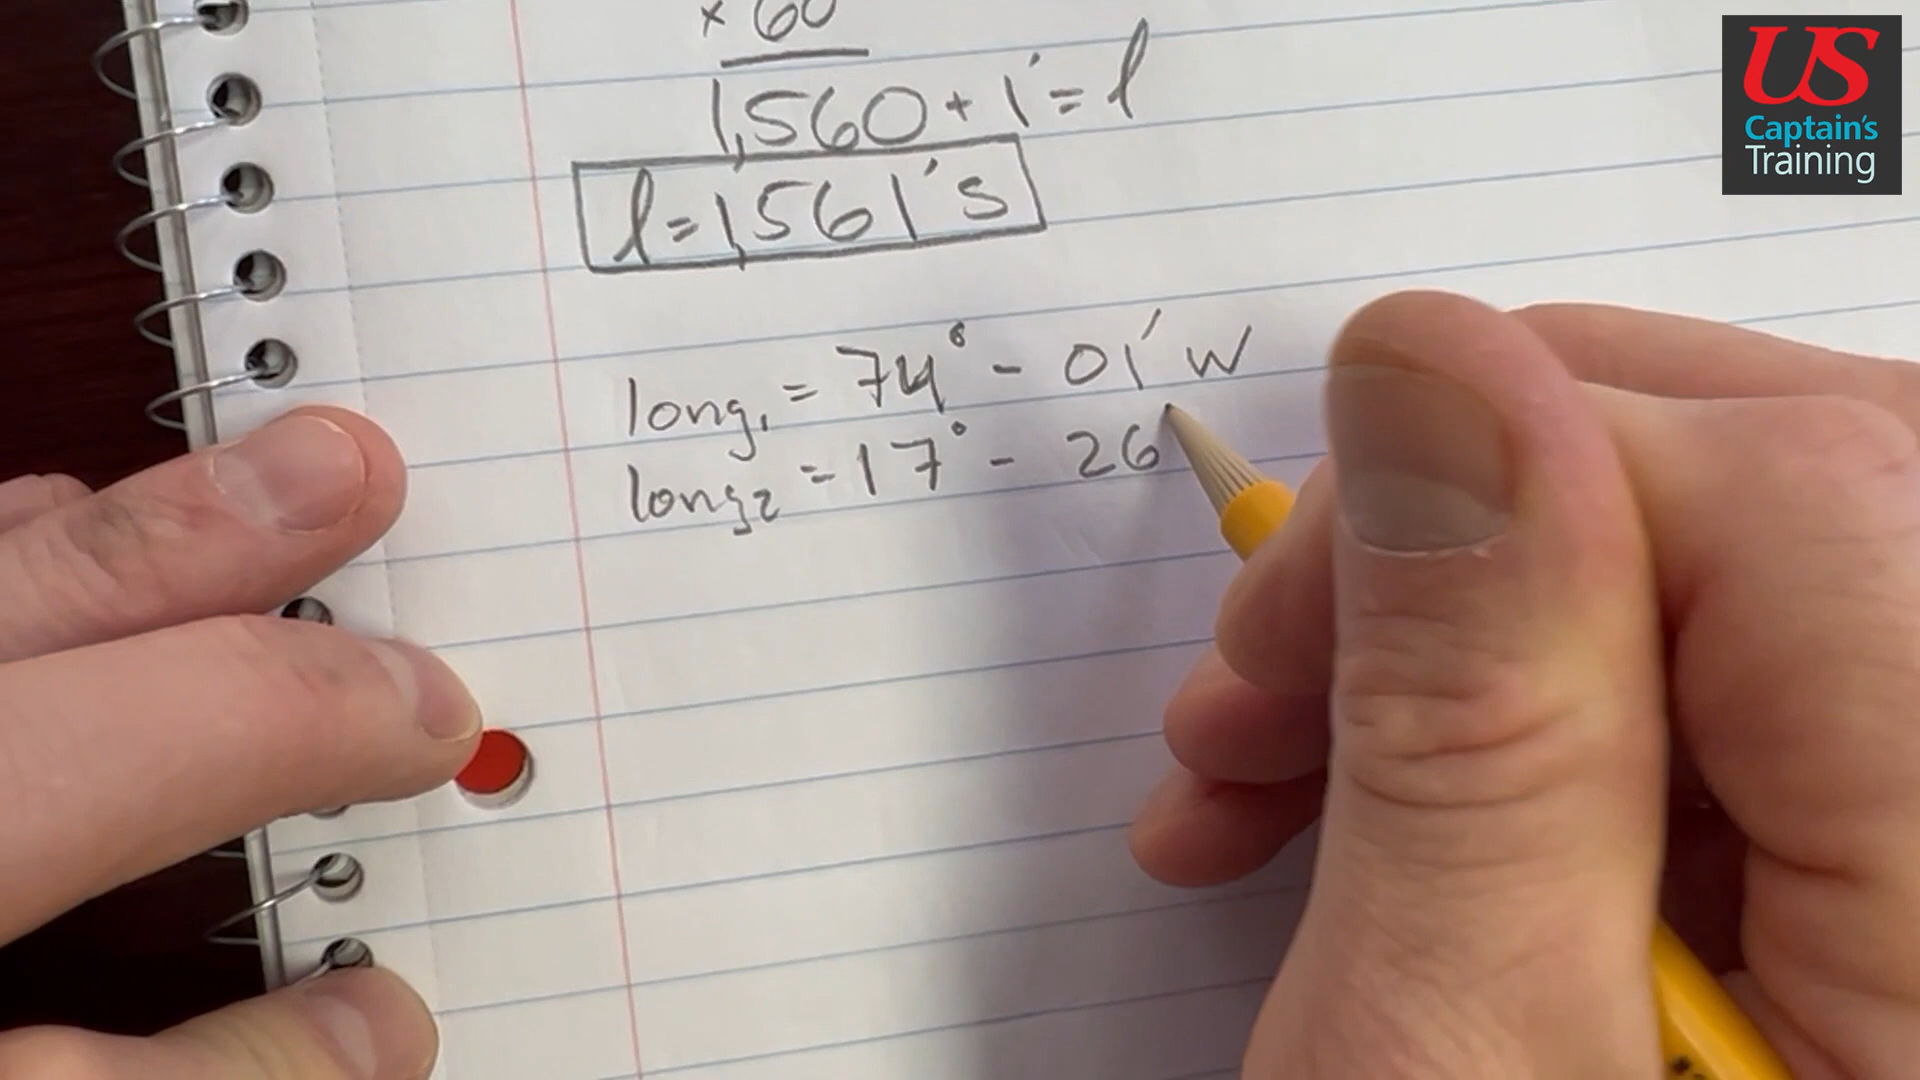 × 60
1,560 + 1' = l
l = 1,561's
long₁ = 74° - 01' W
long₂ = 17° - 26
US
Captain's
Training